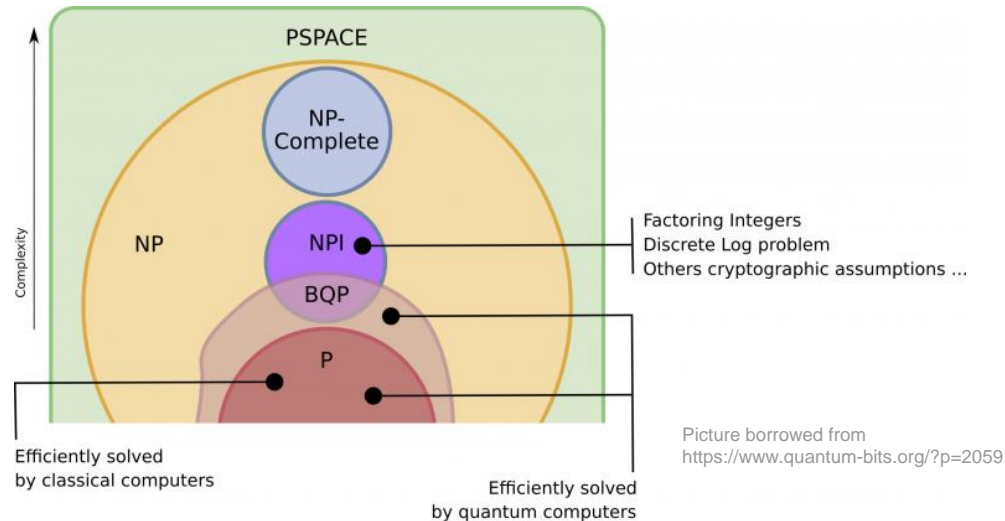 PSPACE
NP-
Complete
Complexity
NP
NPI
Factoring Integers
Discrete Log problem
Others cryptographic assumptions ...
BQP
P
Efficiently solved
by classical computers
Efficiently solved
by quantum computers
Picture borrowed from
https://www.quantum-bits.org/?p=2059